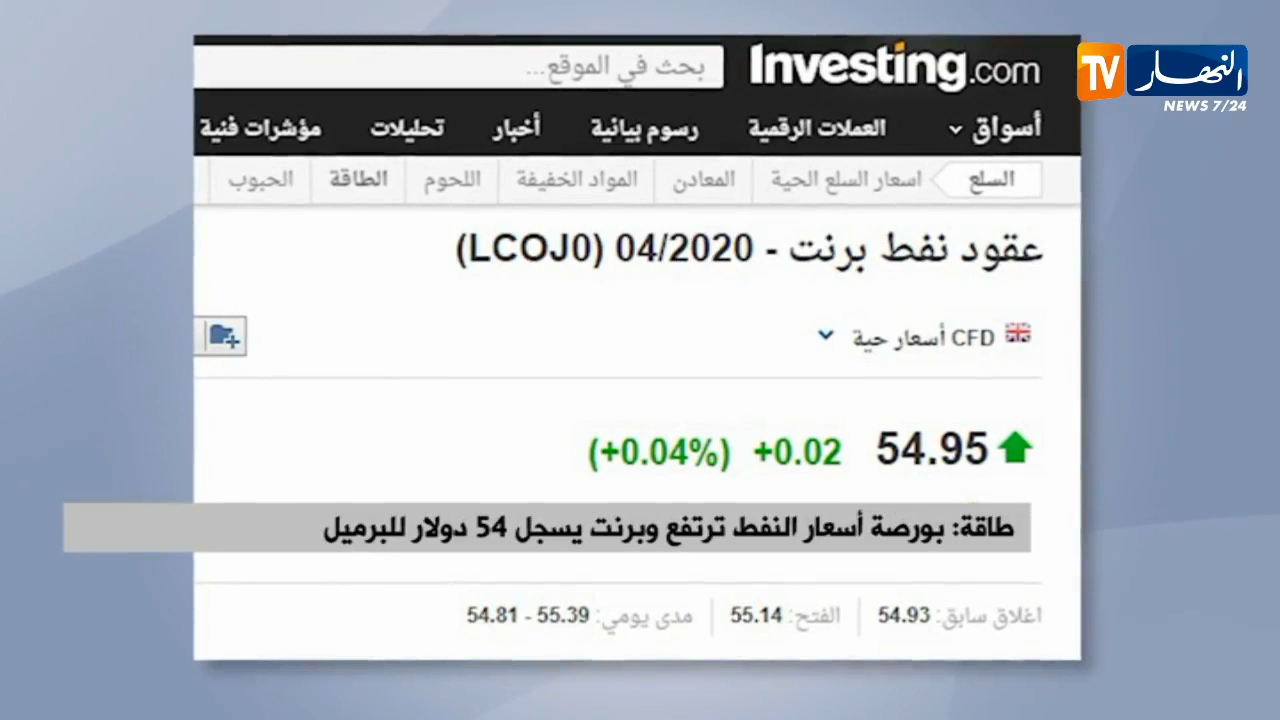 Investing.com
بحث في الموقع...
TV النهار
NEWS 7/24
أسواق العملات الرقمية رسوم بيانية أخبار تحليلات مؤشرات فنية
السلع اسعار السلع الحية المعادن المواد الخفيفة اللحوم الطاقة الحبوب
عقود نفط برنت - 04/2020 (LCOJ0)
CFD أسعار حية
54.95 +0.02 (+0.04%)
طاقة: بورصة أسعار النفط ترتفع وبرنت يسجل 54 دولار للبرميل
اغلاق سابق: 54.93 الفتح: 55.14 مدى يومي: 54.81 - 55.39